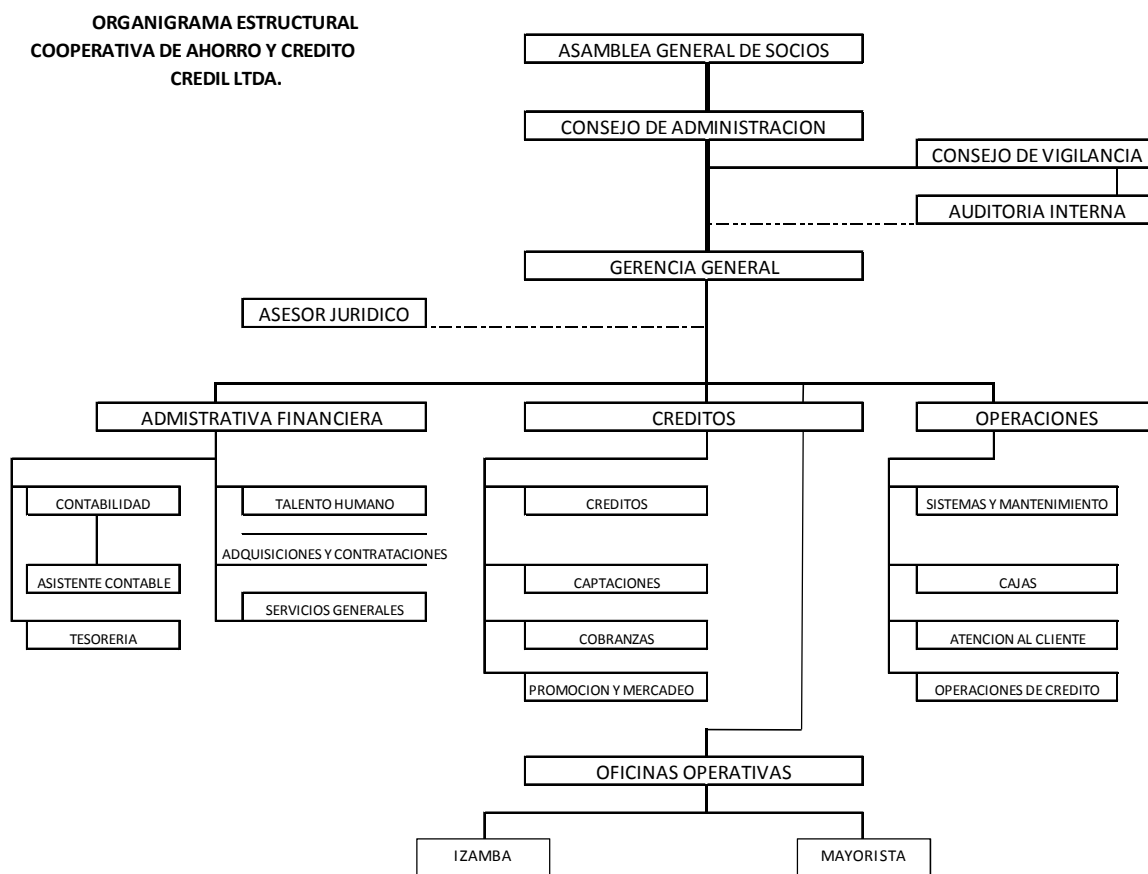 ORGANIGRAMA ESTRUCTURAL
COOPERATIVA DE AHORRO Y CREDITO
CREDIL LTDA.
ASAMBLEA GENERAL DE SOCIOS
CONSEJO DE ADMINISTRACION
CONSEJO DE VIGILANCIA
AUDITORIA INTERNA
GERENCIA GENERAL
ASESOR JURIDICO
ADMISTRATIVA FINANCIERA
CREDITOS
OPERACIONES
CONTABILIDAD
TALENTO HUMANO
CREDITOS
SISTEMAS Y MANTENIMIENTO
ADQUISICIONES Y CONTRATACIONES
ASISTENTE CONTABLE
CAPTACIONES
CAJAS
SERVICIOS GENERALES
TESORERIA
COBRANZAS
ATENCION AL CLIENTE
PROMOCION Y MERCADEO
OPERACIONES DE CREDITO
OFICINAS OPERATIVAS
IZAMBA
MAYORISTA